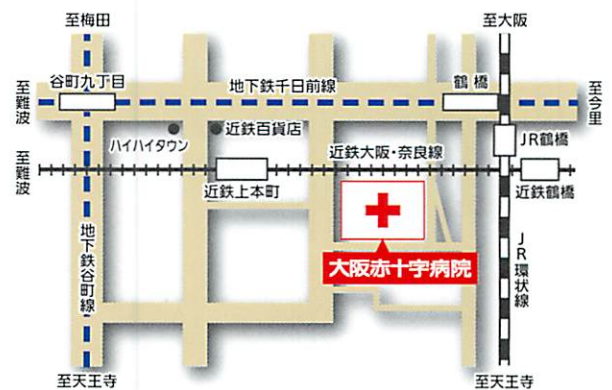 至梅田
至大阪
谷町九丁目
地下鉄千日前線
鶴橋
至難波
至今里
ハイハイタウン
近鉄百貨店
JR鶴橋
至難波
近鉄大阪・奈良線
近鉄上本町
近鉄鶴橋
地下鉄谷町線
大阪赤十字病院
JR環状線
至天王寺
至天王寺